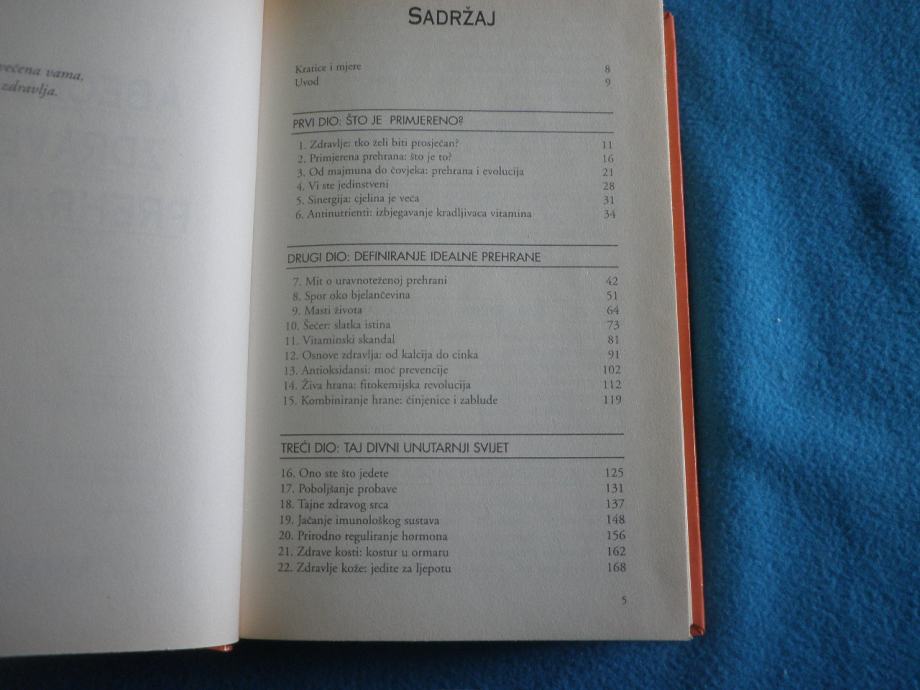 većena vama,
zdravlja.
SADRŽAJ
Kratice i mjere 8
Uvod 9
PRVI DIO: ŠTO JE PRIMJERENO?
1. Zdravlje: tko želi biti prosječan? 11
2. Primjerena prehrana: što je to? 16
3. Od majmuna do čovjeka: prehrana i evolucija 21
4. Vi ste jedinstveni 28
5. Sinergija: cjelina je veća 31
6. Antinutrienti: izbjegavanje kradljivaca vitamina 34
DRUGI DIO: DEFINIRANJE IDEALNE PREHRANE
7. Mit o uravnoteženoj prehrani 42
8. Spor oko bjelančevina 51
9. Masti života 64
10. Šećer: slatka istina 73
11. Vitaminski skandal 81
12. Osnove zdravlja: od kalcija do cinka 91
13. Antioksidansi: moć prevencije 102
14. Živa hrana: fitokemijska revolucija 112
15. Kombiniranje hrane: činjenice i zablude 119
TREĆI DIO: TAJ DIVNI UNUTARNJI SVIJET
16. Ono ste što jedete 125
17. Poboljšanje probave 131
18. Tajne zdravog srca 137
19. Jačanje imunološkog sustava 148
20. Prirodno reguliranje hormona 156
21. Zdrave kosti: kostur u ormaru 162
22. Zdravlje kože: jedite za ljepotu 168
5